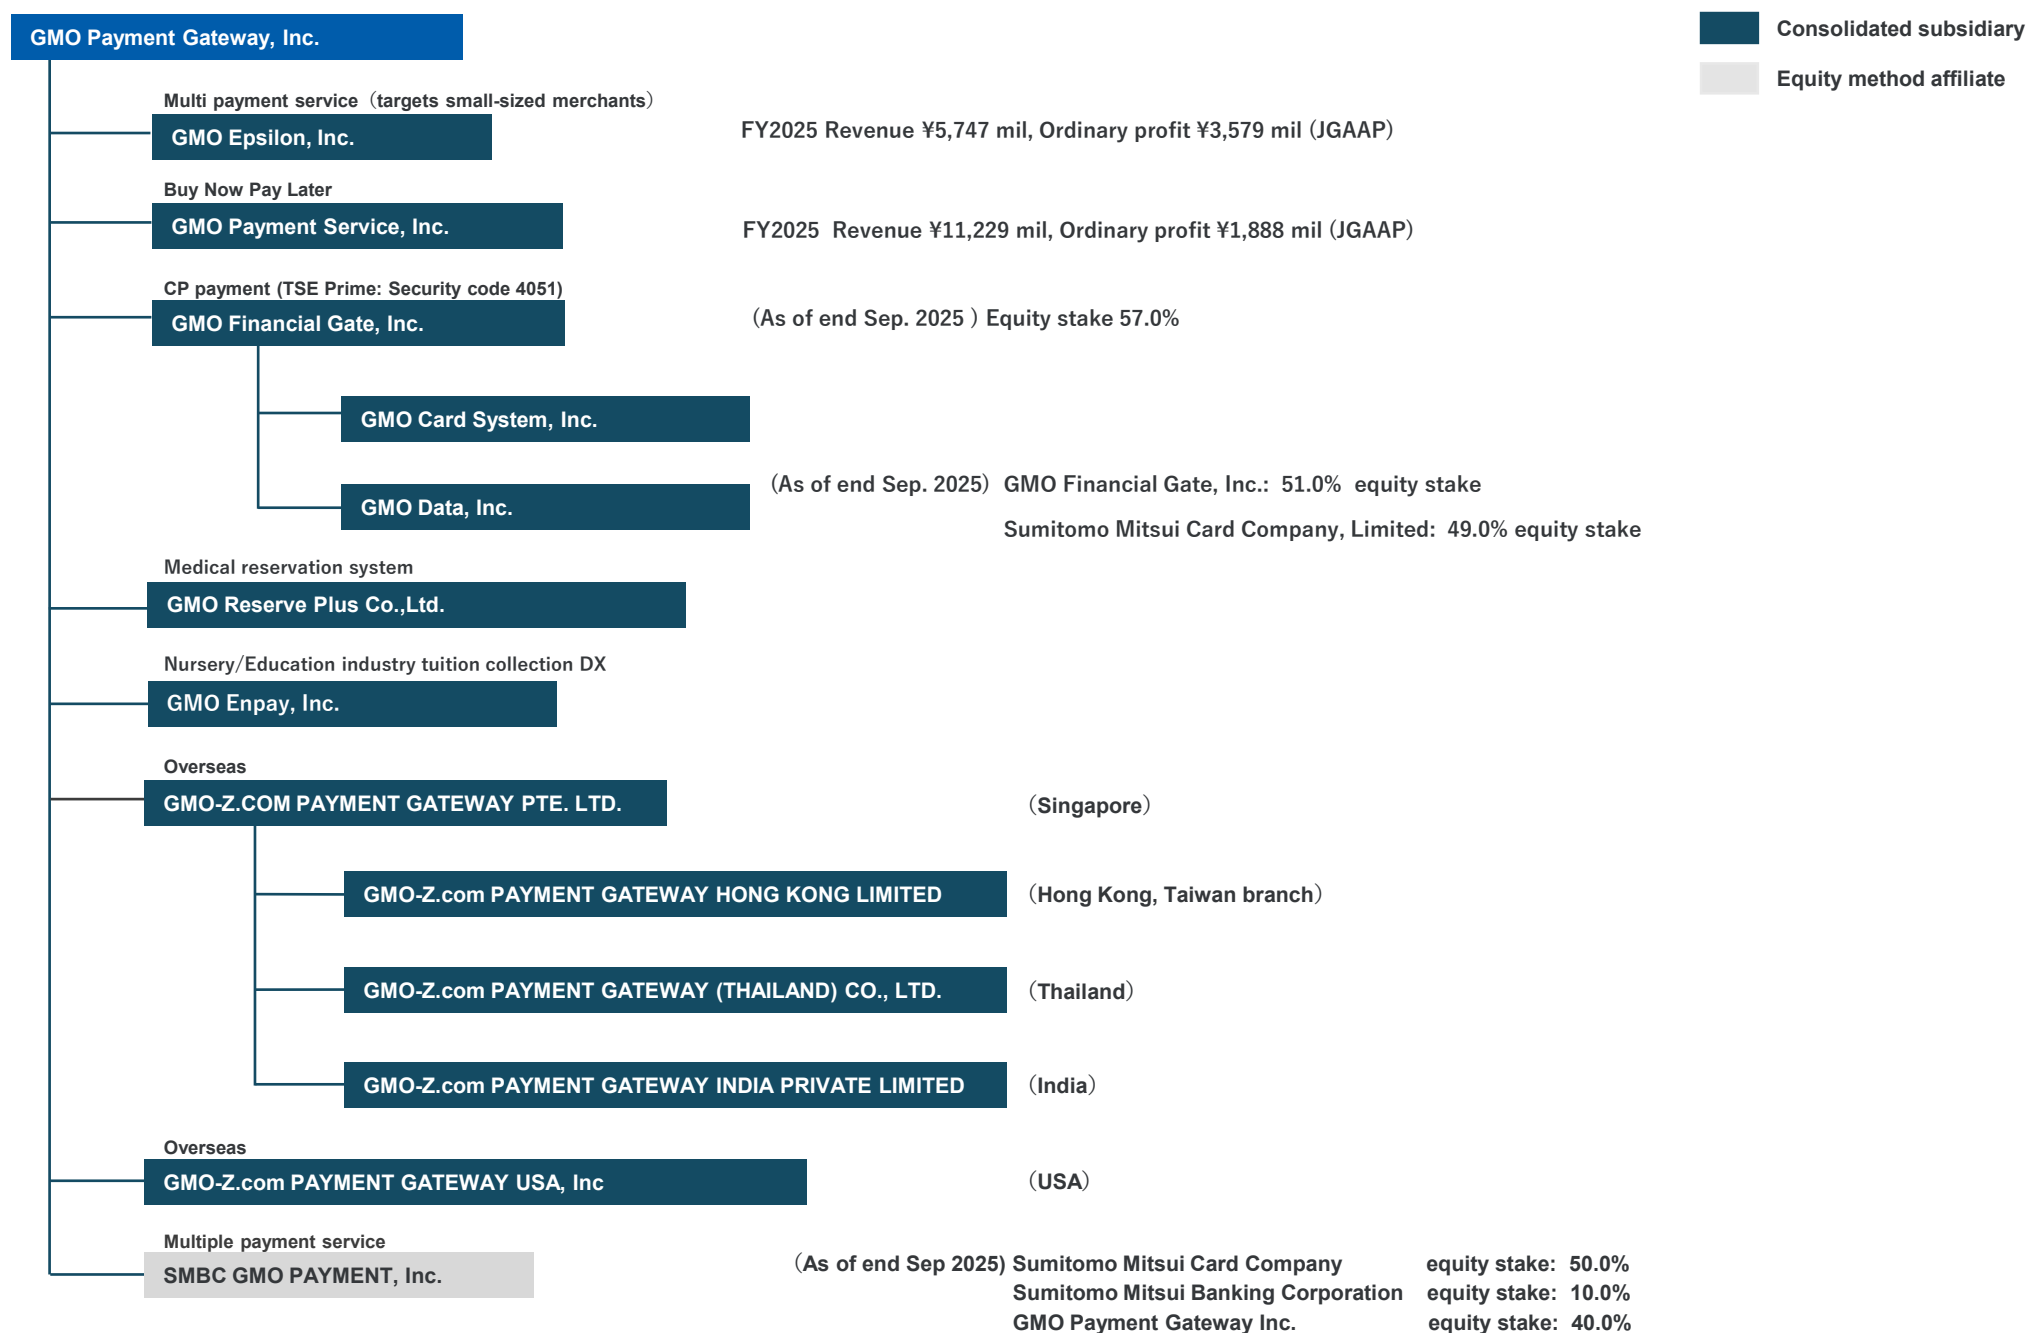 GMO Payment Gateway, Inc.
Consolidated subsidiary
Equity method affiliate
Multi payment service（targets small-sized merchants）
GMO Epsilon, Inc.
FY2025 Revenue ¥5,747 mil, Ordinary profit ¥3,579 mil (JGAAP)
Buy Now Pay Later
GMO Payment Service, Inc.
FY2025 Revenue ¥11,229 mil, Ordinary profit ¥1,888 mil (JGAAP)
CP payment (TSE Prime: Security code 4051)
GMO Financial Gate, Inc.
(As of end Sep. 2025 ) Equity stake 57.0%
GMO Card System, Inc.
GMO Data, Inc.
(As of end Sep. 2025) GMO Financial Gate, Inc.: 51.0% equity stake
Sumitomo Mitsui Card Company, Limited: 49.0% equity stake
Medical reservation system
GMO Reserve Plus Co.,Ltd.
Nursery/Education industry tuition collection DX
GMO Enpay, Inc.
Overseas
GMO-Z.COM PAYMENT GATEWAY PTE. LTD.
（Singapore）
GMO-Z.com PAYMENT GATEWAY HONG KONG LIMITED
（Hong Kong, Taiwan branch）
GMO-Z.com PAYMENT GATEWAY (THAILAND) CO., LTD.
（Thailand）
GMO-Z.com PAYMENT GATEWAY INDIA PRIVATE LIMITED
（India）
Overseas
GMO-Z.com PAYMENT GATEWAY USA, Inc
（USA）
Multiple payment service
SMBC GMO PAYMENT, Inc.
(As of end Sep 2025) Sumitomo Mitsui Card Company equity stake: 50.0%
Sumitomo Mitsui Banking Corporation equity stake: 10.0%
GMO Payment Gateway Inc. equity stake: 40.0%